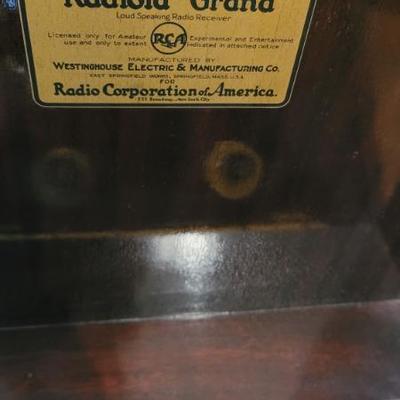 Radiola Grand
Loud Speaking Radio Receiver
Licensed only for Amateur RCA Experimental and Entertainment
use and only to extent indicated in attached notice
MANUFACTURED BY
WESTINGHOUSE ELECTRIC & MANUFACTURING CO.
EAST SPRINGFIELD WORKS, SPRINGFIELD, MASS. U.S.A.
FOR
Radio Corporation of America.
233 Broadway, New York City